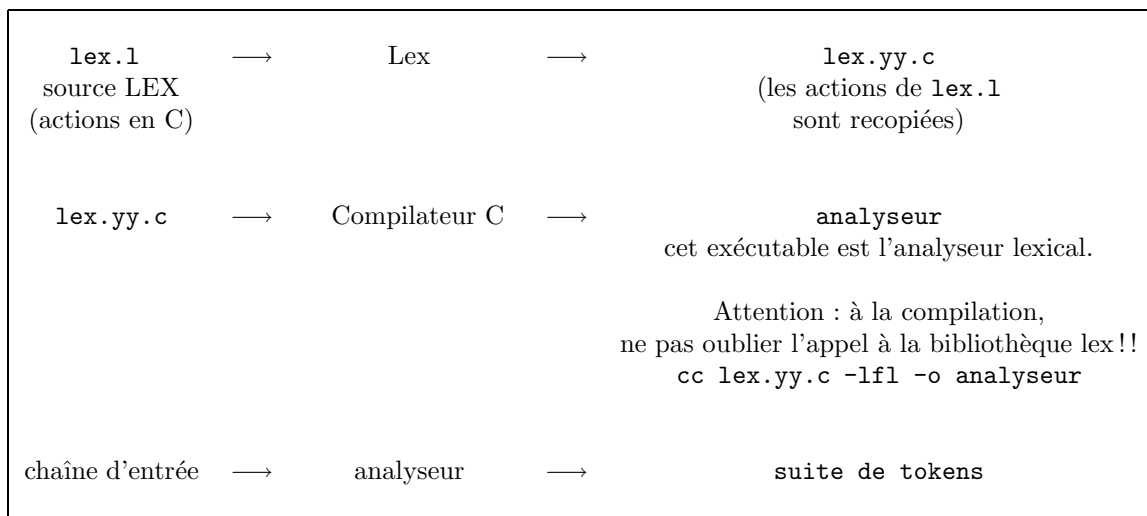 lex.l ⟶ Lex ⟶ lex.yy.c
source LEX (les actions de lex.l
(actions en C) sont recopiées)
lex.yy.c ⟶ Compilateur C ⟶ analyseur
cet exécutable est l'analyseur lexical.
Attention : à la compilation,
ne pas oublier l'appel à la bibliothèque lex!!
cc lex.yy.c -lfl -o analyseur
chaîne d'entrée ⟶ analyseur ⟶ suite de tokens